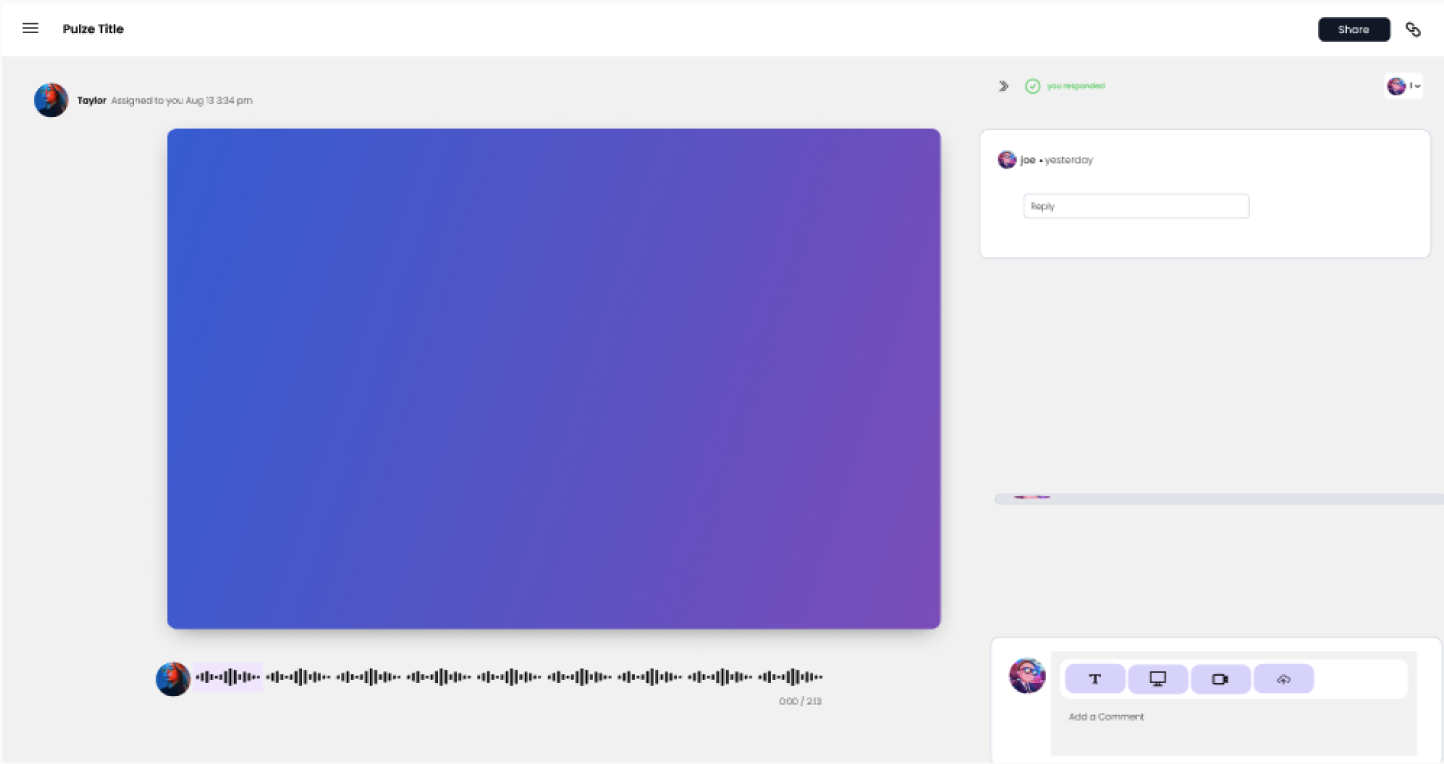 Pulze Title
Share
Taylor Assigned to you Aug 13 3:34 pm
you responded
1
joe • yesterday
Reply
0:00 / 2:13
T
Add a Comment